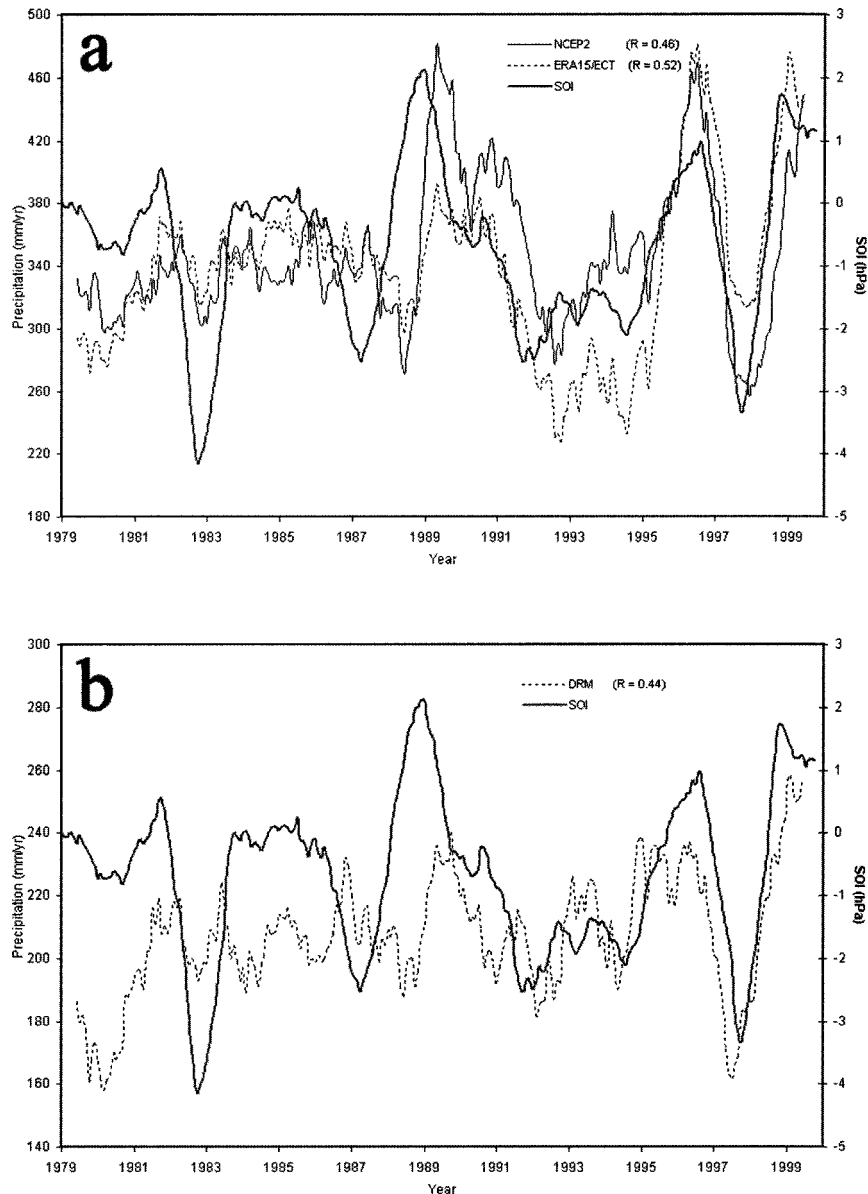 a
NCEP2 (R = 0.46)
ERA15/ECT (R = 0.52)
SOI
500
460
420
380
340
300
260
220
180
Precipitation (mm/yr)
3
2
1
0
-1
-2
-3
-4
-5
SOI (hPa)
1979 1981 1983 1985 1987 1989 1991 1993 1995 1997 1999
Year
b
DRM (R = 0.44)
SOI
300
280
260
240
220
200
180
160
140
Precipitation (mm/yr)
3
2
1
0
-1
-2
-3
-4
-5
SOI (hPa)
1979 1981 1983 1985 1987 1989 1991 1993 1995 1997 1999
Year